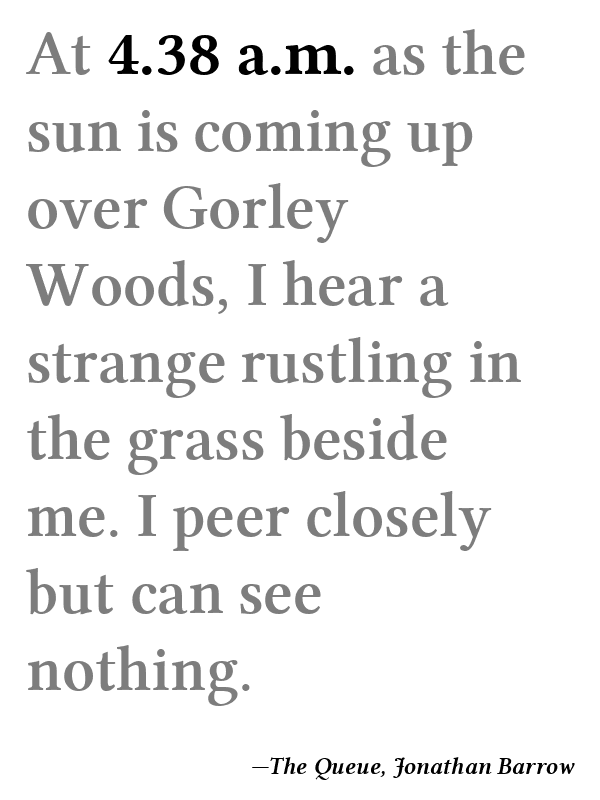 At 4.38 a.m. as the
sun is coming up
over Gorley
Woods, I hear a
strange rustling in
the grass beside
me. I peer closely
but can see
nothing.
—The Queue, Jonathan Barrow